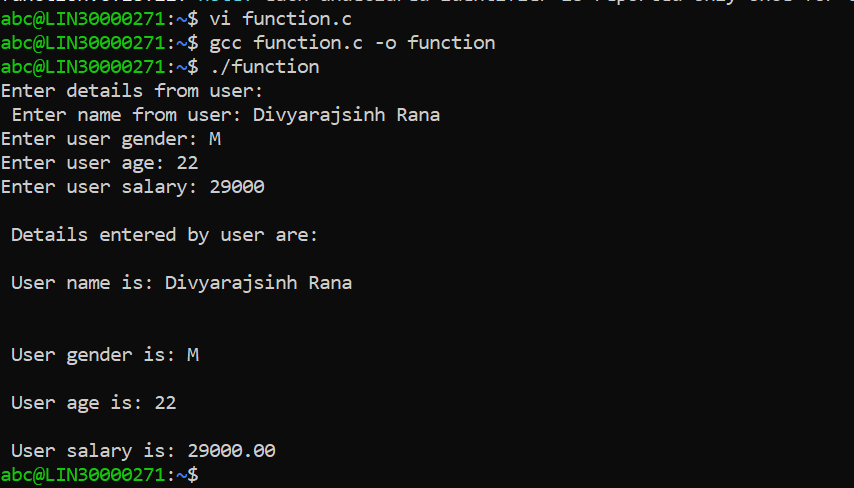 abc@LIN30000271:~$ vi function.c
abc@LIN30000271:~$ gcc function.c -o function
abc@LIN30000271:~$ ./function
Enter details from user:
 Enter name from user: Divyarajsinh Rana
Enter user gender: M
Enter user age: 22
Enter user salary: 29000
 Details entered by user are:
 User name is: Divyarajsinh Rana
 User gender is: M
 User age is: 22
 User salary is: 29000.00
abc@LIN30000271:~$